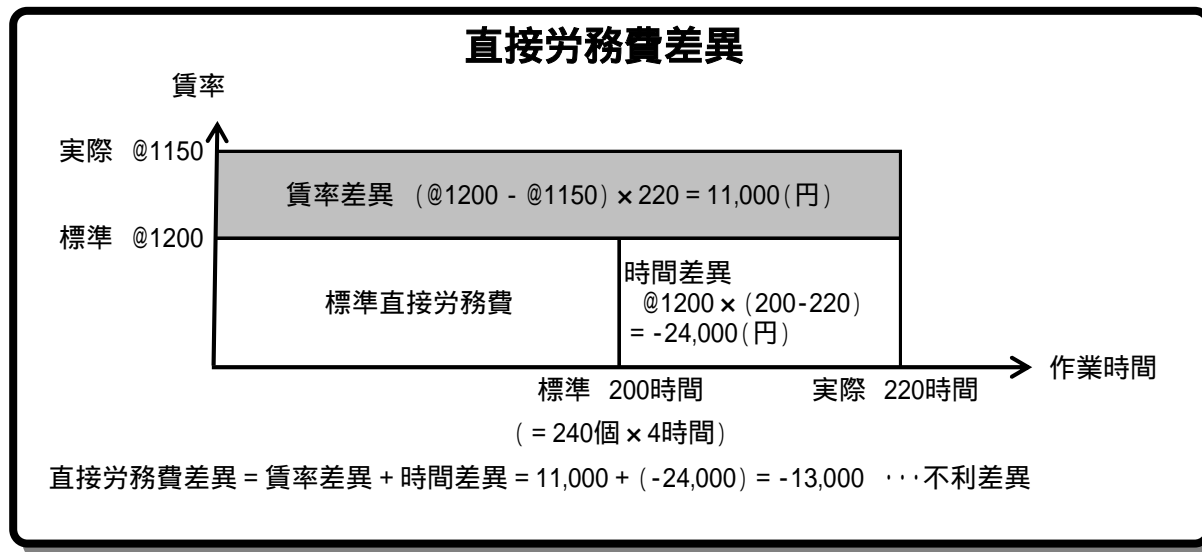 直接労務費差異
賃率
実際 @1150
賃率差異 (@1200 - @1150) × 220 = 11,000(円)
標準 @1200
標準直接労務費
時間差異
@1200 × (200-220)
= -24,000(円)
作業時間
標準 200時間
実際 220時間
( = 240個 × 4時間)
直接労務費差異 = 賃率差異 + 時間差異 = 11,000 + (-24,000) = -13,000 ···不利差異